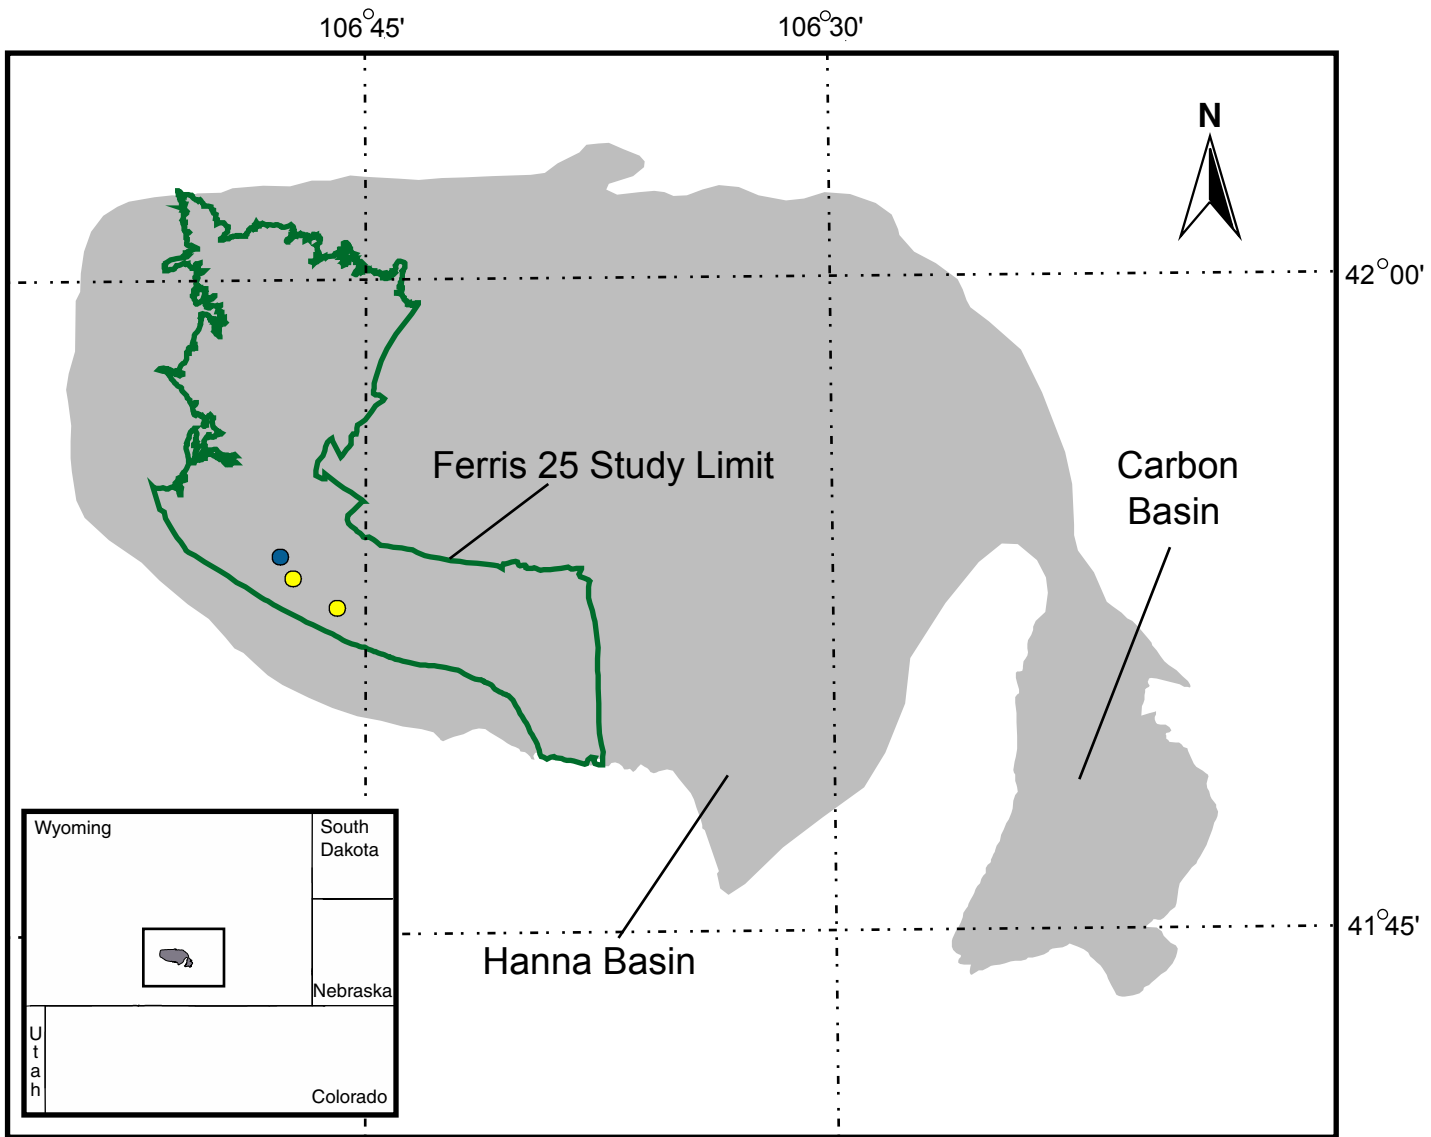 106°45'
106°30'
N
42°00'
Ferris 25 Study Limit
Carbon
Basin
41°45'
Hanna Basin
Wyoming
South
Dakota
Nebraska
Utah
Colorado